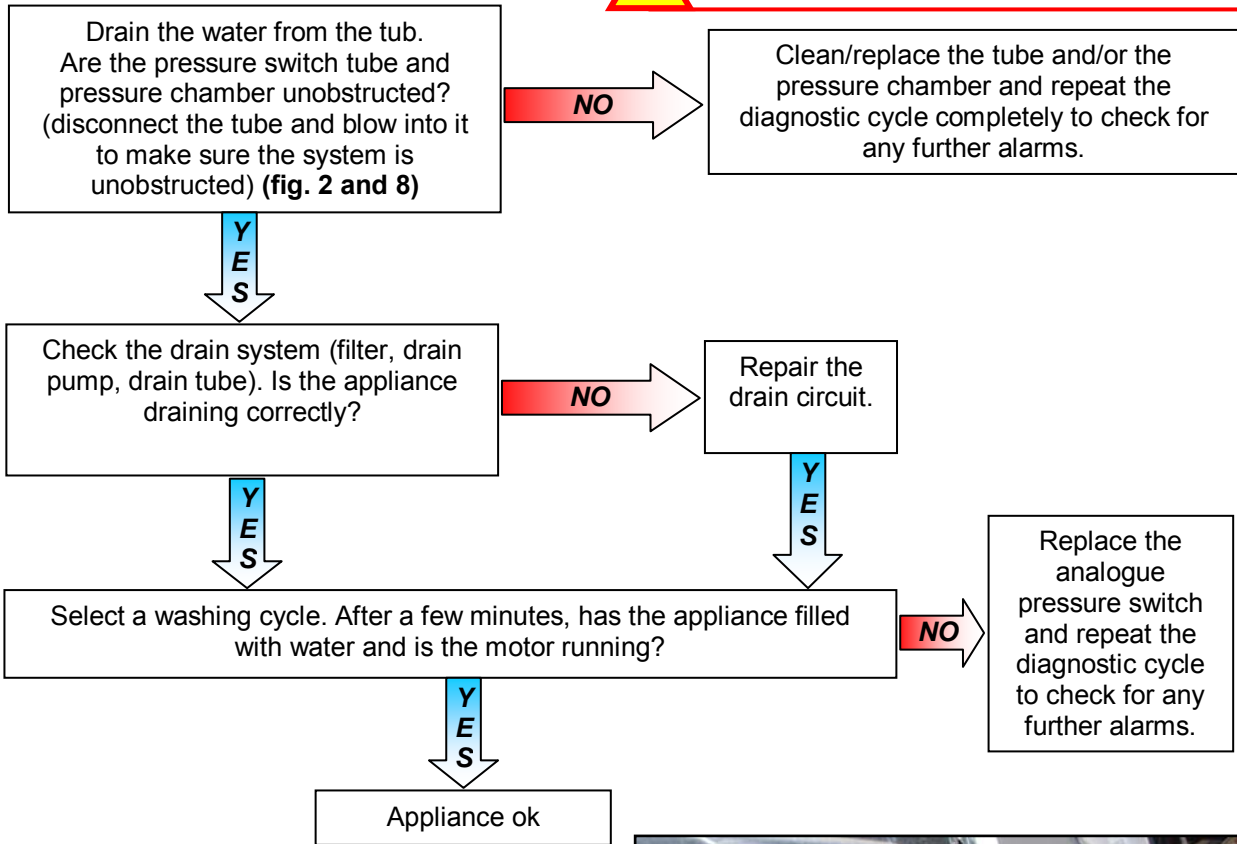 Drain the water from the tub.
Are the pressure switch tube and
pressure chamber unobstructed?
(disconnect the tube and blow into it
to make sure the system is
unobstructed) (fig. 2 and 8)
NO
Clean/replace the tube and/or the
pressure chamber and repeat the
diagnostic cycle completely to check for
any further alarms.
YES
Check the drain system (filter, drain
pump, drain tube). Is the appliance
draining correctly?
NO
Repair the
drain circuit.
YES
YES
Select a washing cycle. After a few minutes, has the appliance filled
with water and is the motor running?
NO
Replace the
analogue
pressure switch
and repeat the
diagnostic cycle
to check for any
further alarms.
YES
Appliance ok